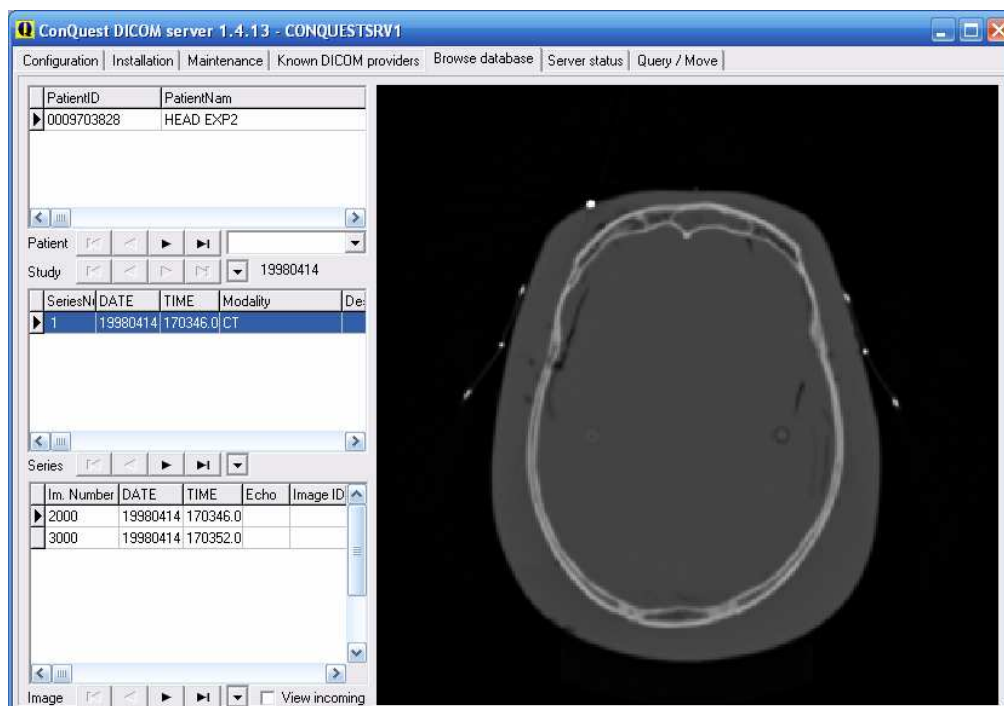 ConQuest DICOM server 1.4.13 - CONQUESTSRV1
Configuration Installation Maintenance Known DICOM providers Browse database Server status Query / Move
PatientID PatientNam
0009703828 HEAD EXP2
Patient
Study 19980414
SeriesNu DATE TIME Modality De
1 19980414 170346.0 CT
Series
Im. Number DATE TIME Echo Image ID
2000 19980414 170346.0
3000 19980414 170352.0
Image View incoming